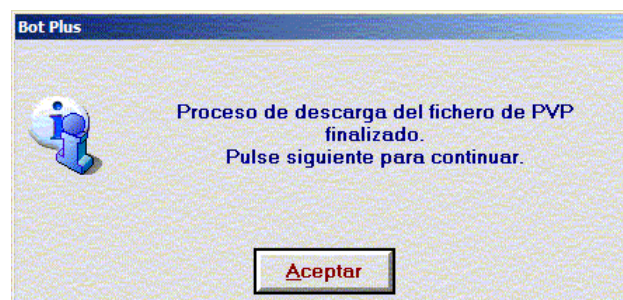 Bot Plus
Proceso de descarga del fichero de PVP
finalizado.
Pulse siguiente para continuar.
Aceptar